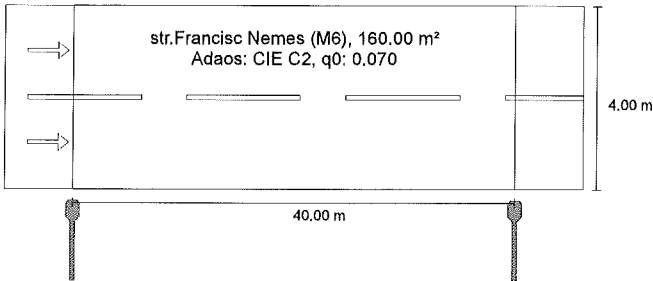 str.Francisc Nemes (M6), 160.00 m²
Adaos: CIE C2, q0: 0.070
4.00 m
40.00 m